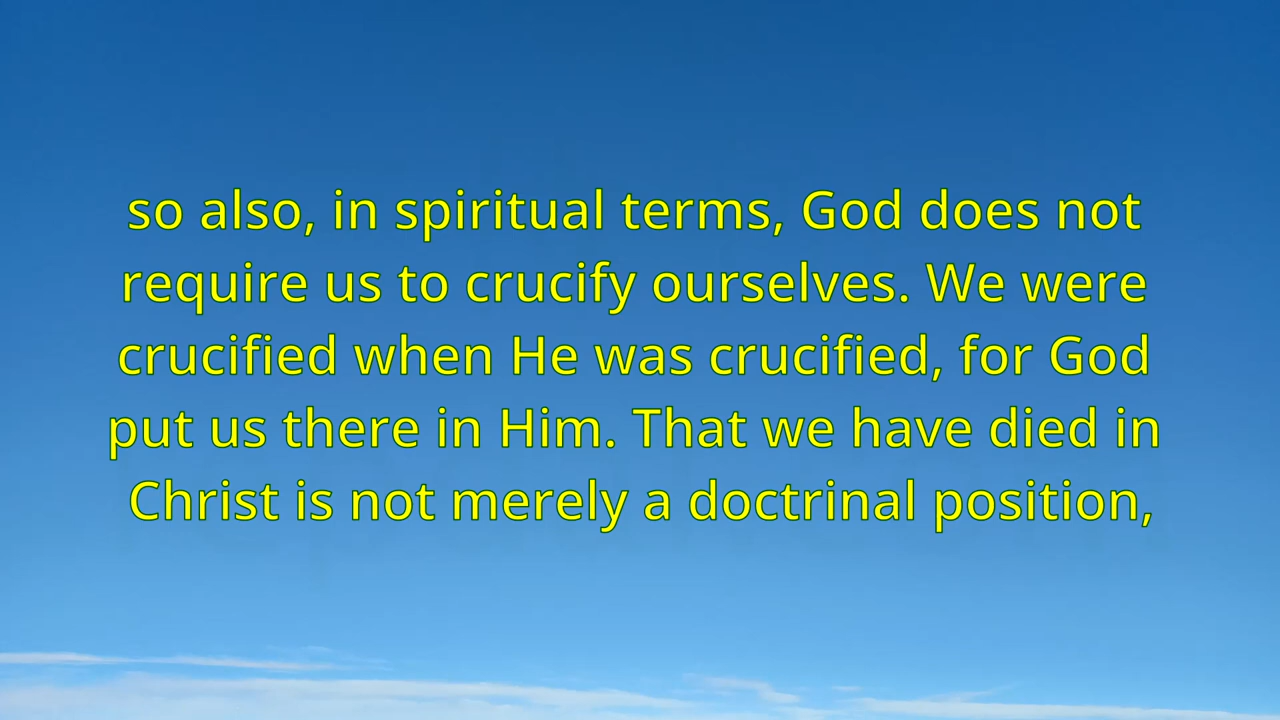 so also, in spiritual terms, God does not
require us to crucify ourselves. We were
crucified when He was crucified, for God
put us there in Him. That we have died in
Christ is not merely a doctrinal position,